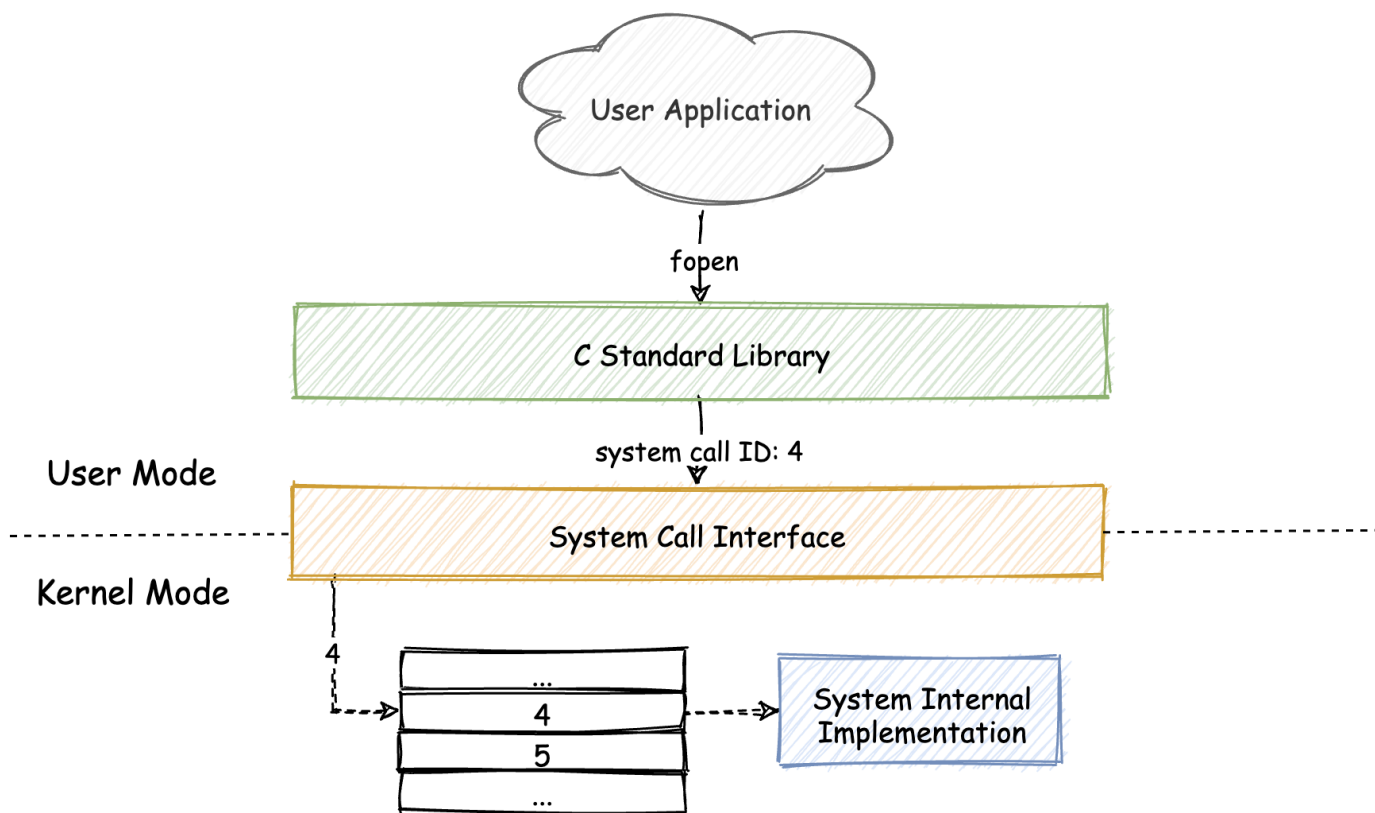 User Application
fopen
C Standard Library
system call ID: 4
User Mode
System Call Interface
Kernel Mode
4
...
4
5
...
System Internal
Implementation